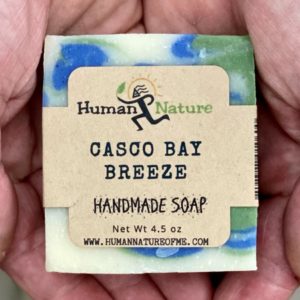 Human Nature
CASCO BAY
BREEZE
HANDMADE SOAP
Net Wt 4.5 oz
WWW.HUMANNATUREOFME.COM